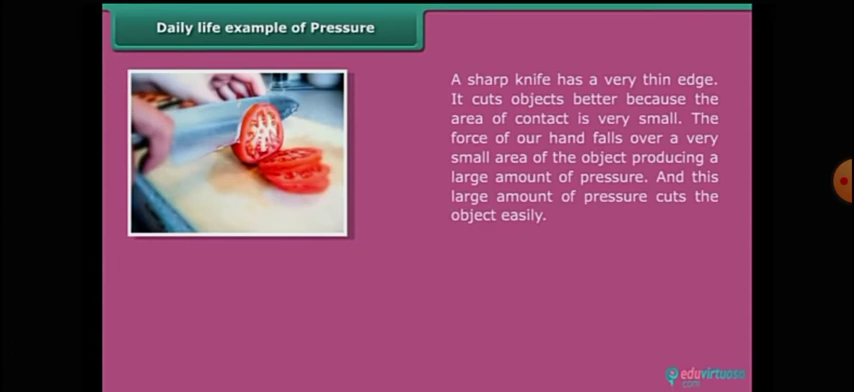 Daily life example of Pressure
A sharp knife has a very thin edge.
It cuts objects better because the
area of contact is very small. The
force of our hand falls over a very
small area of the object producing a
large amount of pressure. And this
large amount of pressure cuts the
object easily.
eduvirtuoso
.com